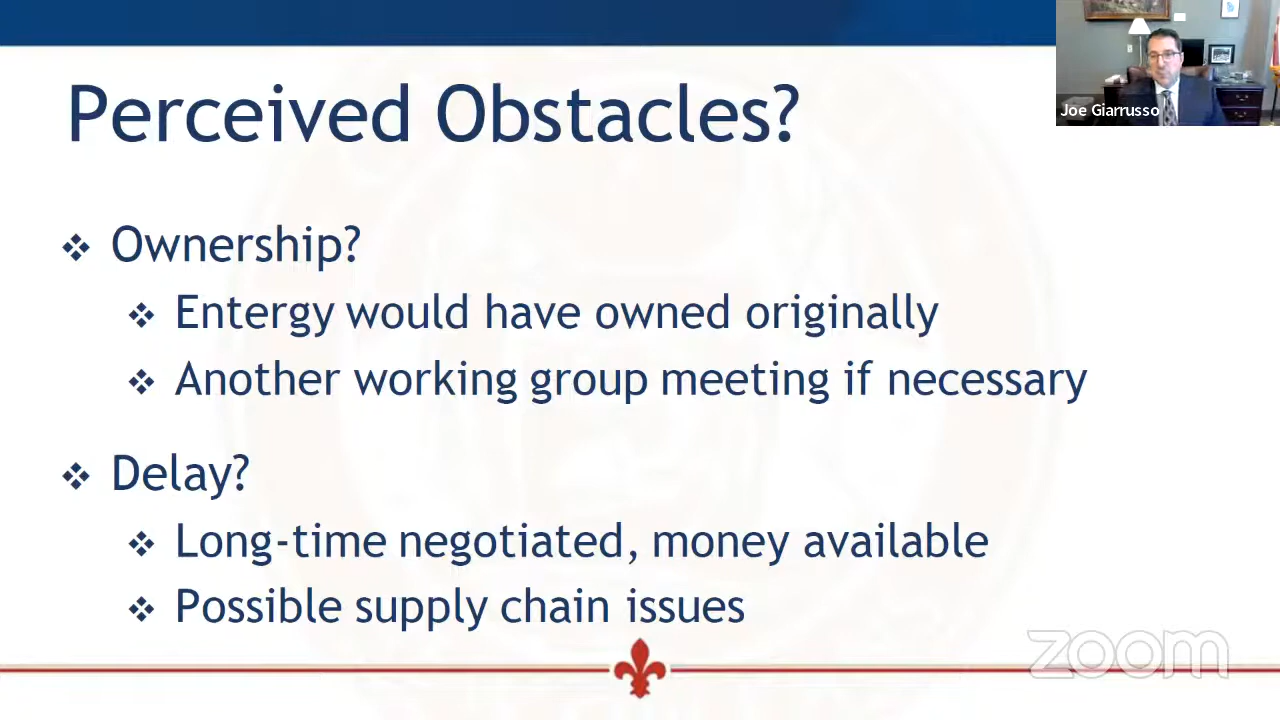 Perceived Obstacles?
Joe Giarrusso
Ownership?
Entergy would have owned originally
Another working group meeting if necessary
Delay?
Long-time negotiated, money available
Possible supply chain issues
zoom